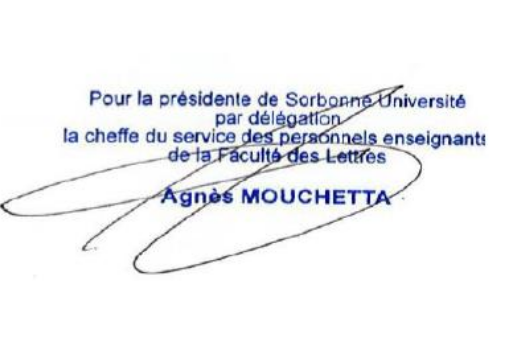 Pour la présidente de Sorbonne Université
par délégation
la cheffe du service des personnels enseignants
de la Faculté des Lettres
Agnès MOUCHETTA